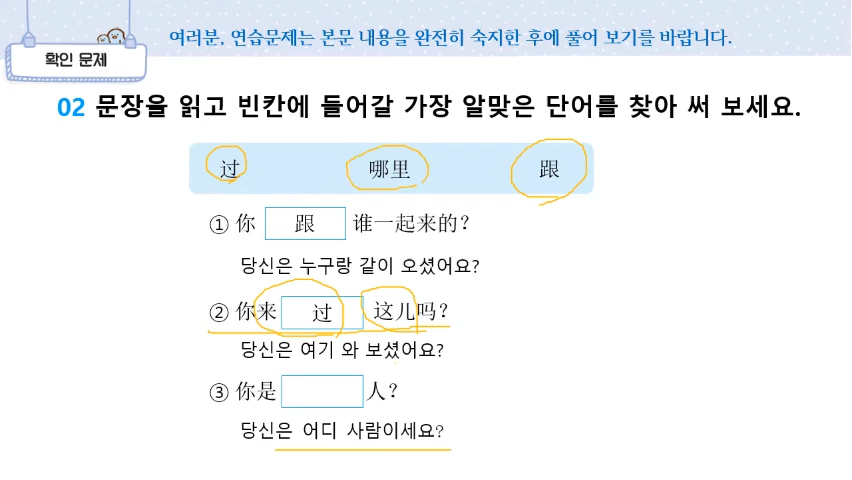 여러분, 연습문제는 본문 내용을 완전히 숙지한 후에 풀어 보기를 바랍니다.
확인 문제
02 문장을 읽고 빈칸에 들어갈 가장 알맞은 단어를 찾아 써 보세요.
过 哪里 跟
① 你 跟 谁一起来的?
당신은 누구랑 같이 오셨어요?
② 你来 过 这儿吗?
당신은 여기 와 보셨어요?
③ 你是 人?
당신은 어디 사람이세요?